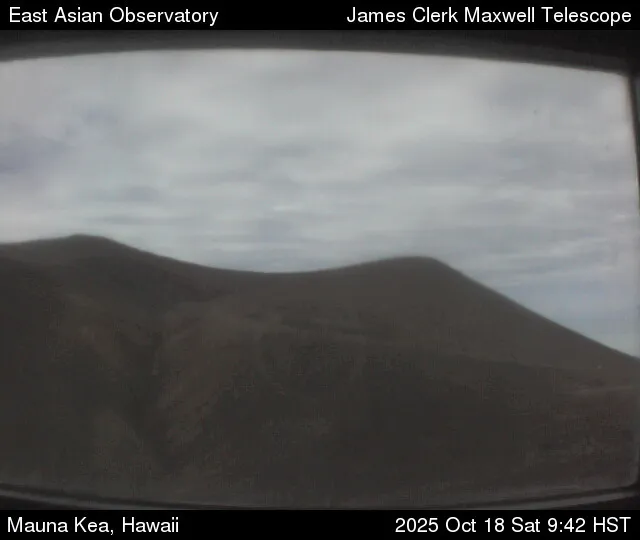 East Asian Observatory
James Clerk Maxwell Telescope
Mauna Kea, Hawaii
2025 Oct 18 Sat 9:42 HST